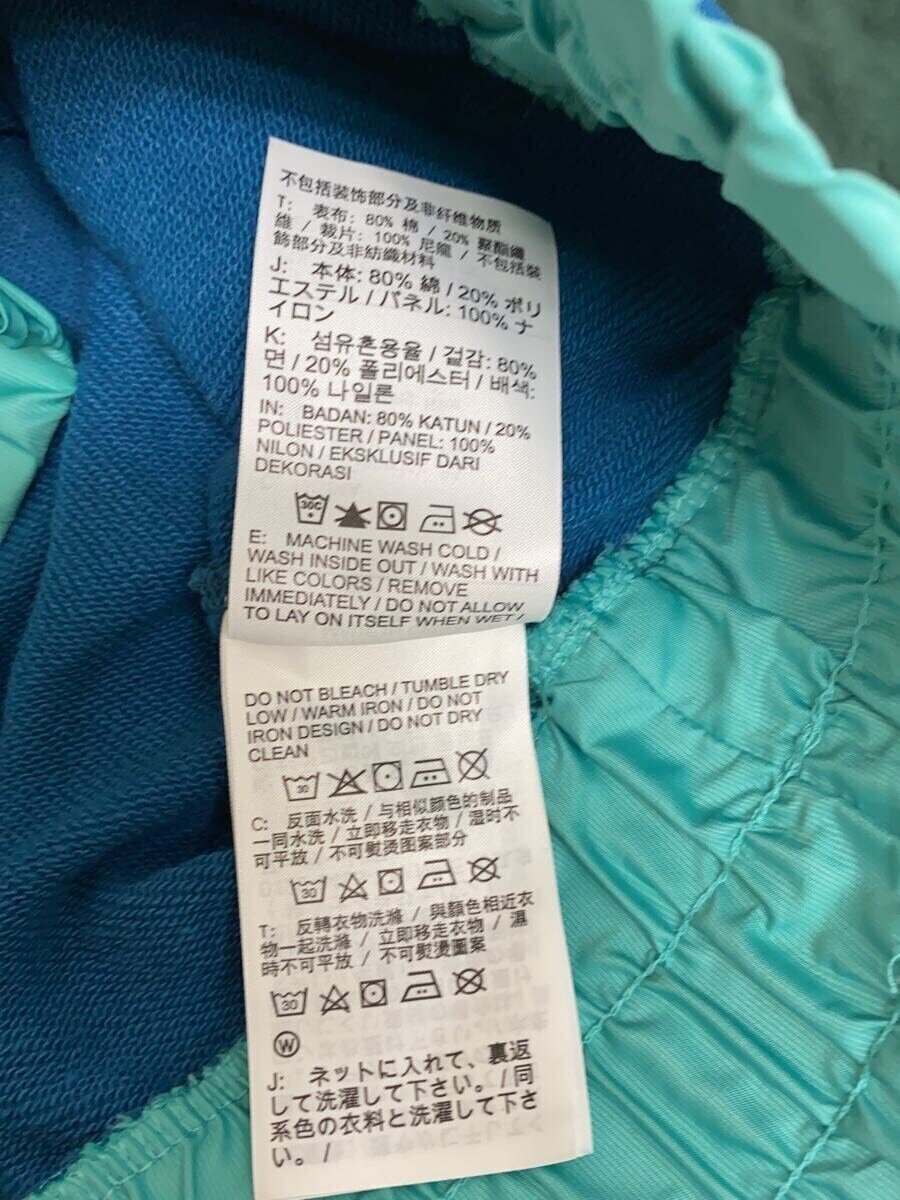 不包括装饰部分及非纤维物质
T: 表布: 80% 棉 / 20% 聚酯纖
維 / 裁片: 100% 尼龍 / 不包括裝
飾部分及非紡織材料
J: 本体: 80% 綿 / 20% ポリ
エステル / パネル: 100% ナ
イロン
K: 섬유혼용율 / 겉감: 80%
면 / 20% 폴리에스터 / 배색:
100% 나일론
IN: BADAN: 80% KATUN / 20%
POLIESTER / PANEL: 100%
NILON / EKSKLUSIF DARI
DEKORASI
30C
E: MACHINE WASH COLD /
WASH INSIDE OUT / WASH WITH
LIKE COLORS / REMOVE
IMMEDIATELY / DO NOT ALLOW
TO LAY ON ITSELF WHEN WET /
DO NOT BLEACH / TUMBLE DRY
LOW / WARM IRON / DO NOT
IRON DESIGN / DO NOT DRY
CLEAN
30
C: 反面水洗 / 与相似颜色的制品
一同水洗 / 立即移走衣物 / 湿时不
可平放 / 不可熨烫图案部分
30
T: 反轉衣物洗滌 / 與顏色相近衣
物一起洗滌 / 立即移走衣物 / 濕
時不可平放 / 不可熨燙圖案
30
W
J: ネットに入れて、裏返
して洗濯して下さい。/ 同
系色の衣料と洗濯して下さ
い。/